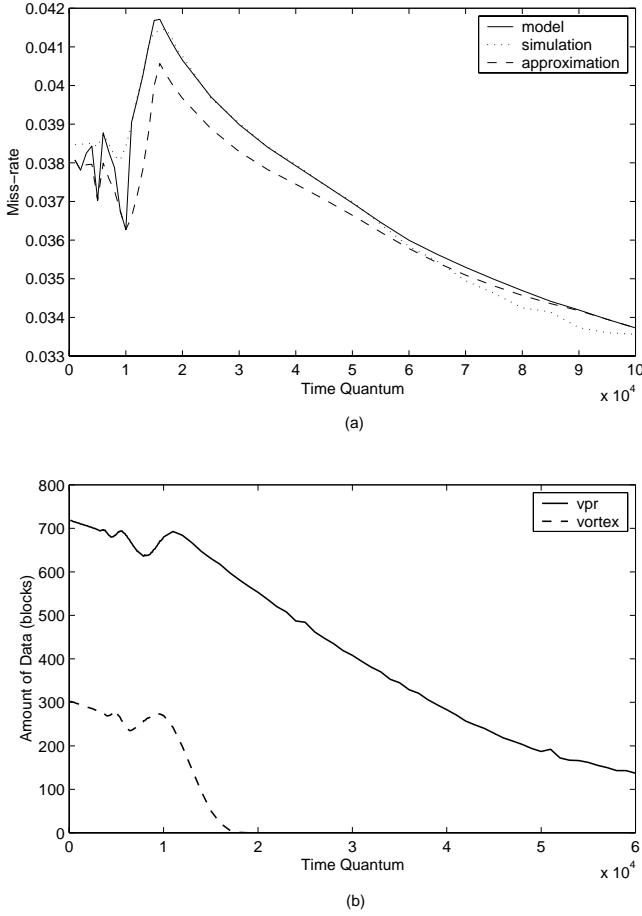 0.042
0.041
0.04
0.039
0.038
0.037
0.036
0.035
0.034
0.033
Miss−rate
model
simulation
approximation
0 1 2 3 4 5 6 7 8 9 10
Time Quantum
x 10^4
(a)
800
700
600
500
400
300
200
100
0
Amount of Data (blocks)
vpr
vortex
0 1 2 3 4 5 6
Time Quantum
x 10^4
(b)